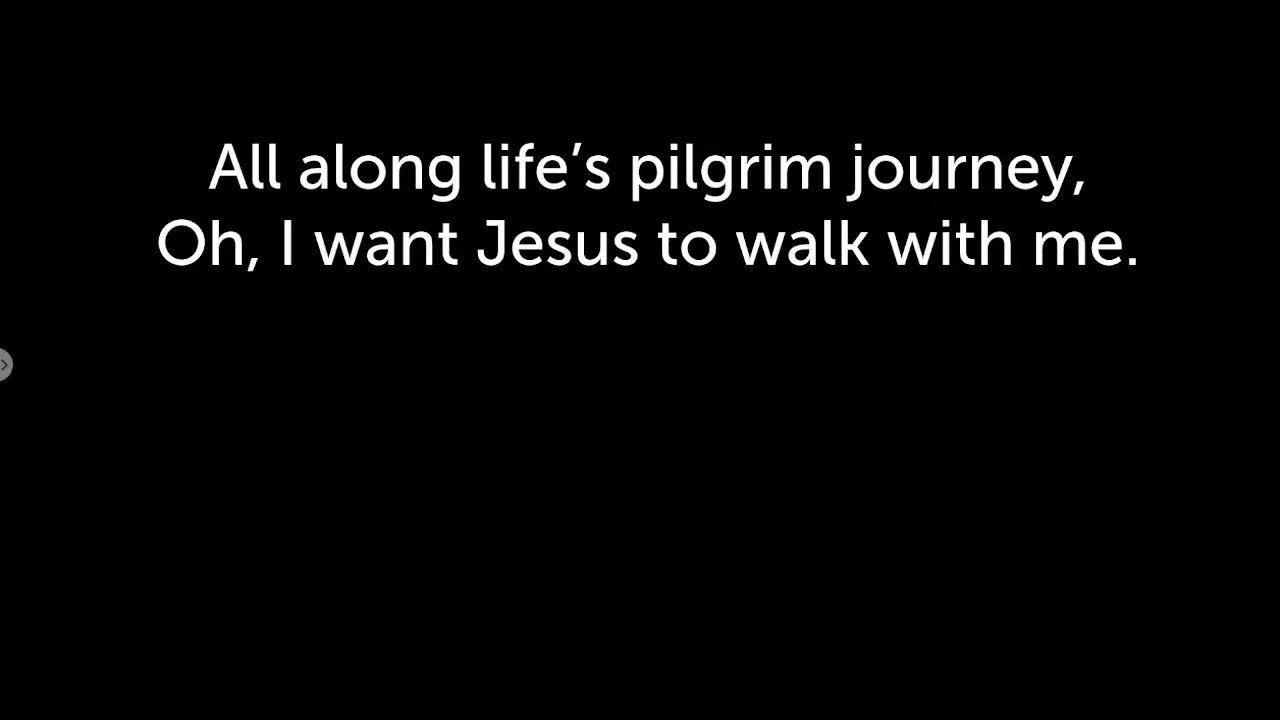 All along life’s pilgrim journey,
Oh, I want Jesus to walk with me.